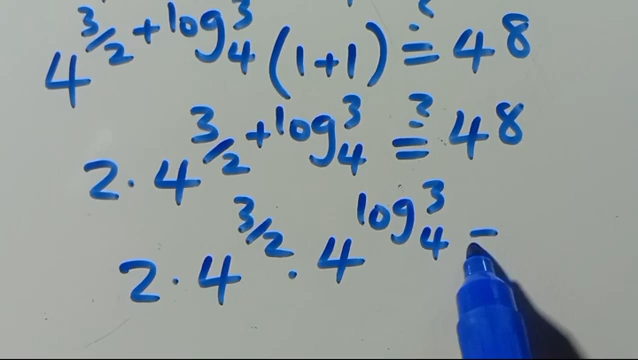 4^{3/2 + log_4^3} (1+1) ≟ 48
2 · 4^{3/2 + log_4^3} ≟ 48
2 · 4^{3/2} · 4^{log_4^3} -